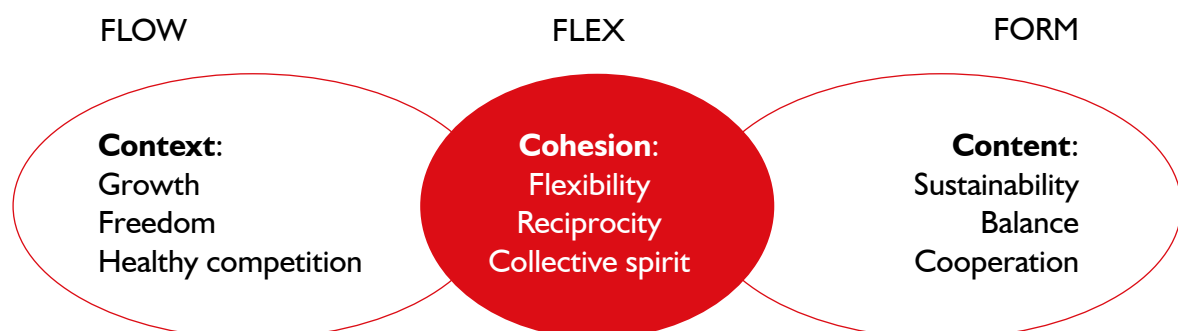 FLOW
FLEX
FORM
Context:
Growth
Freedom
Healthy competition
Cohesion:
Flexibility
Reciprocity
Collective spirit
Content:
Sustainability
Balance
Cooperation